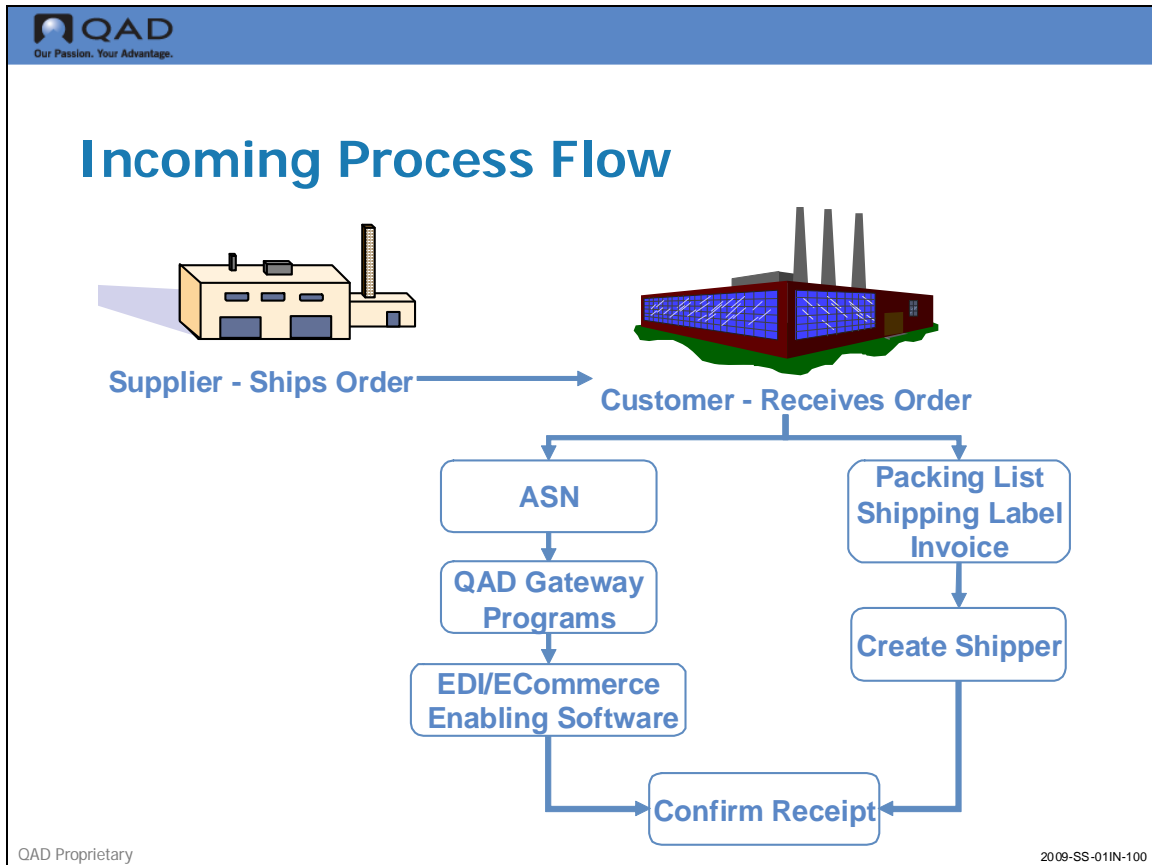 QAD
Our Passion. Your Advantage.
Incoming Process Flow
Supplier - Ships Order
Customer - Receives Order
ASN
QAD Gateway
Programs
EDI/ECommerce
Enabling Software
Packing List
Shipping Label
Invoice
Create Shipper
Confirm Receipt
QAD Proprietary
2009-SS-01IN-100